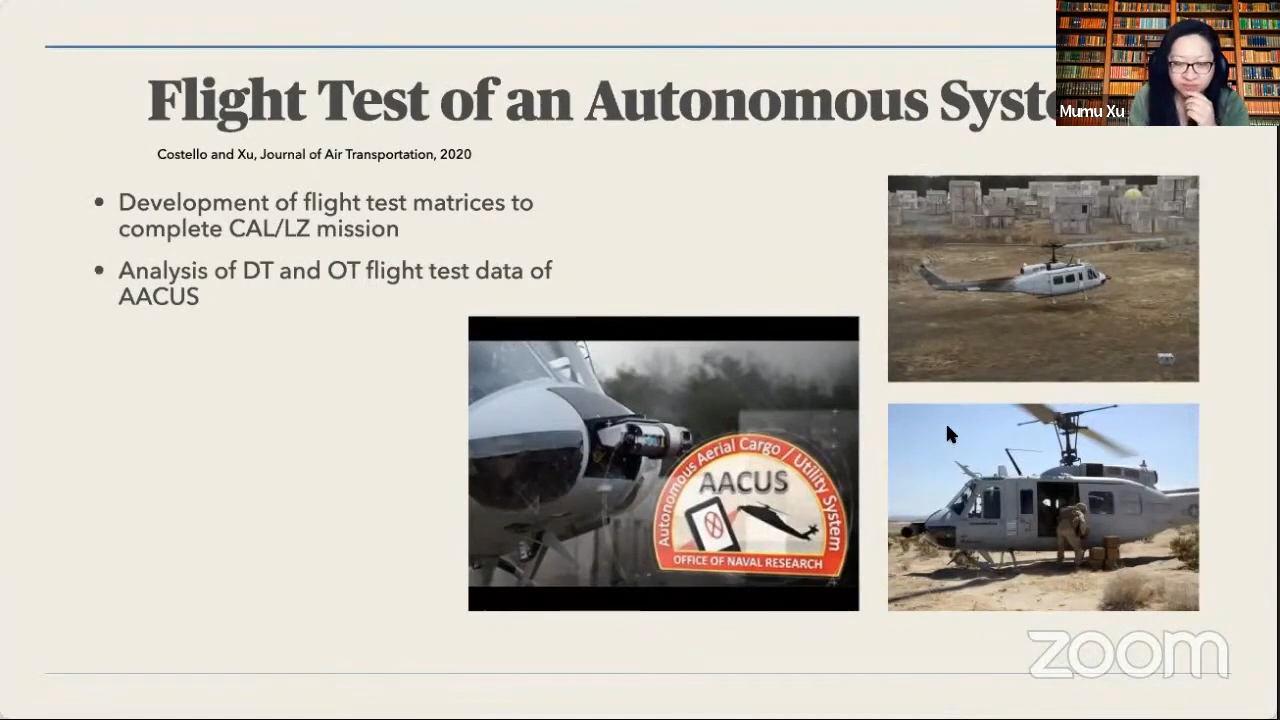 Flight Test of an Autonomous Syste
Mumu Xu
Costello and Xu, Journal of Air Transportation, 2020
• Development of flight test matrices to
complete CAL/LZ mission
• Analysis of DT and OT flight test data of
AACUS
Autonomous Aerial Cargo / Utility System
AACUS
OFFICE OF NAVAL RESEARCH
zoom